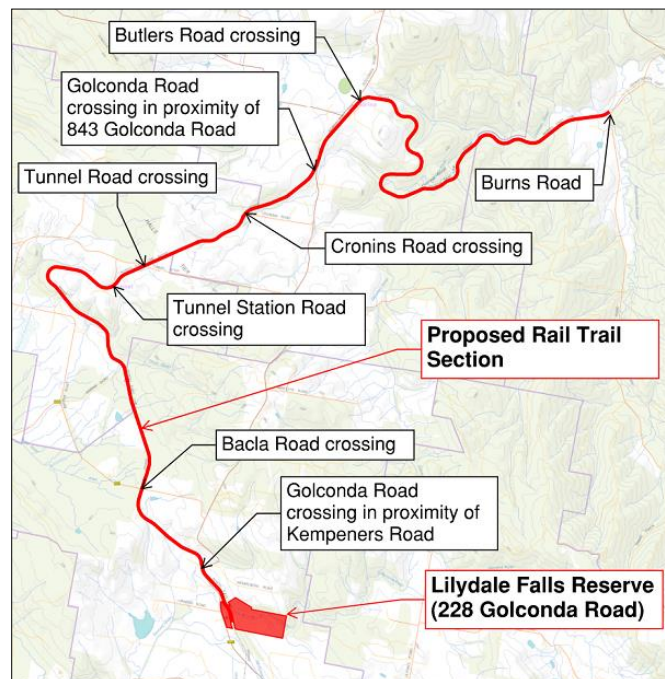 Butlers Road crossing
Golconda Road
crossing in proximity of
843 Golconda Road
Tunnel Road crossing
Burns Road
Cronins Road crossing
Tunnel Station Road
crossing
Proposed Rail Trail
Section
Bacla Road crossing
Golconda Road
crossing in proximity of
Kempeners Road
Lilydale Falls Reserve
(228 Golconda Road)